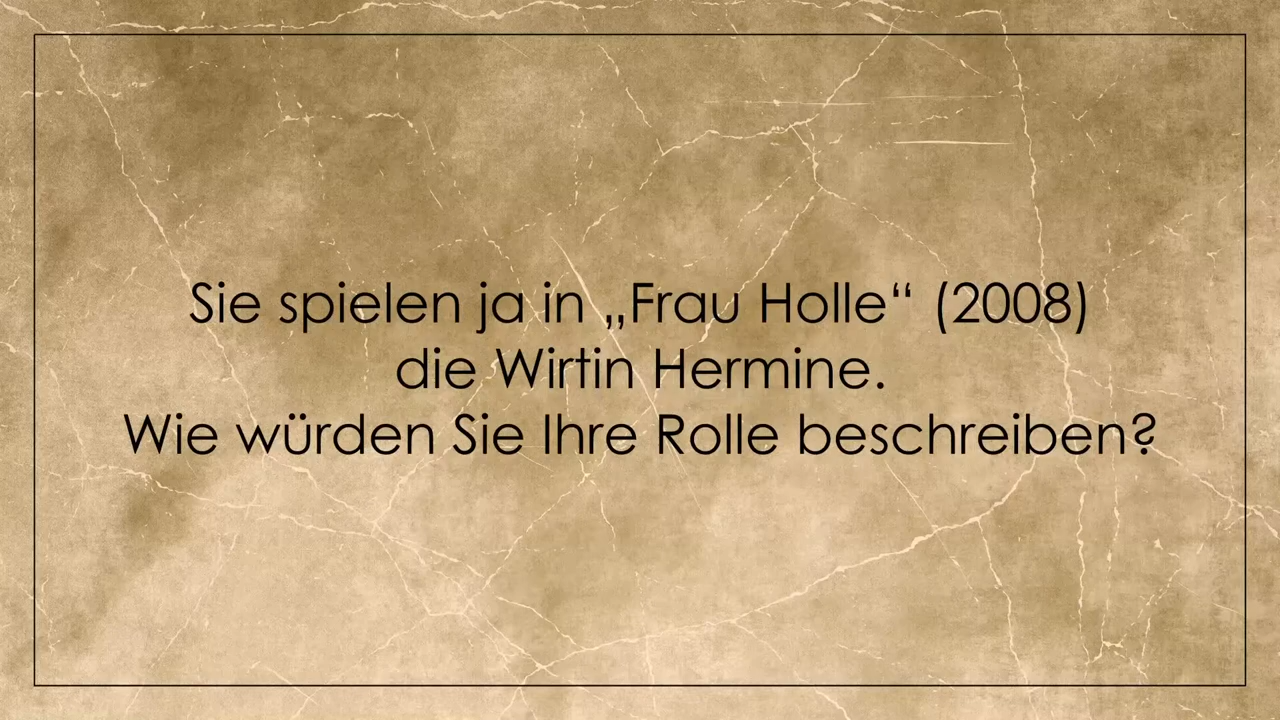 Sie spielen ja in „Frau Holle“ (2008)
die Wirtin Hermine.
Wie würden Sie Ihre Rolle beschreiben?